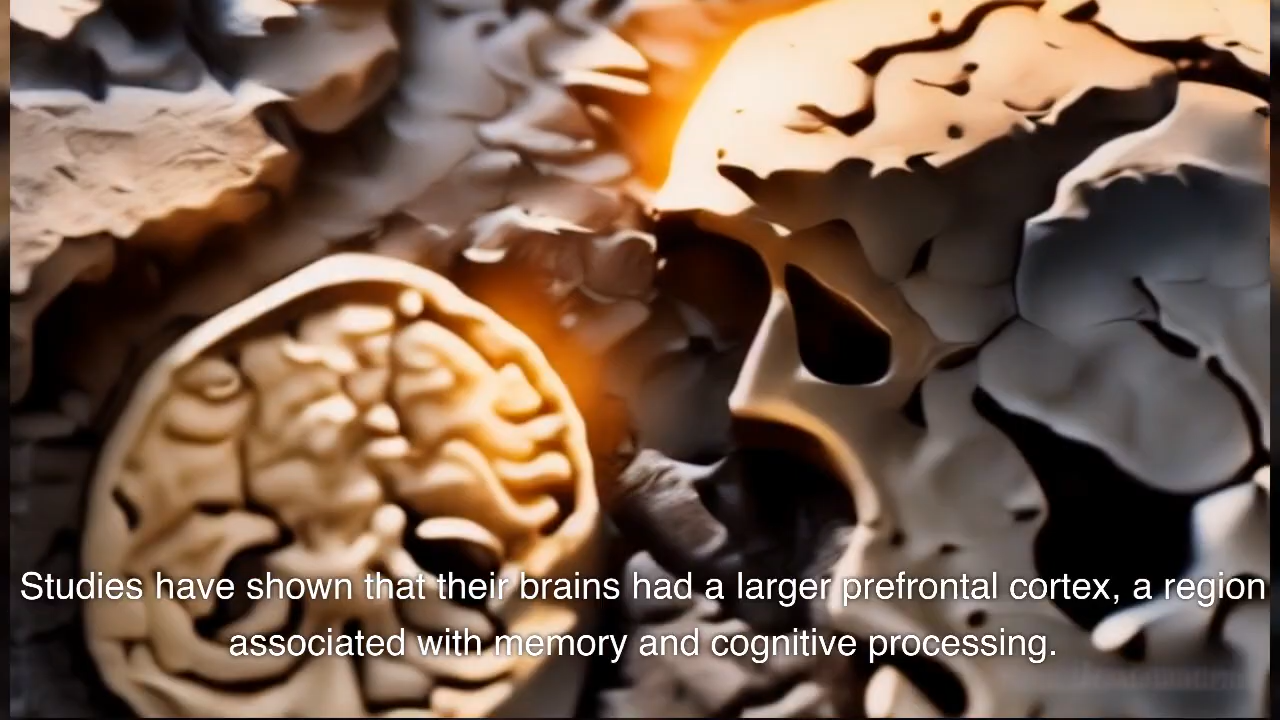 Studies have shown that their brains had a larger prefrontal cortex, a region
associated with memory and cognitive processing.